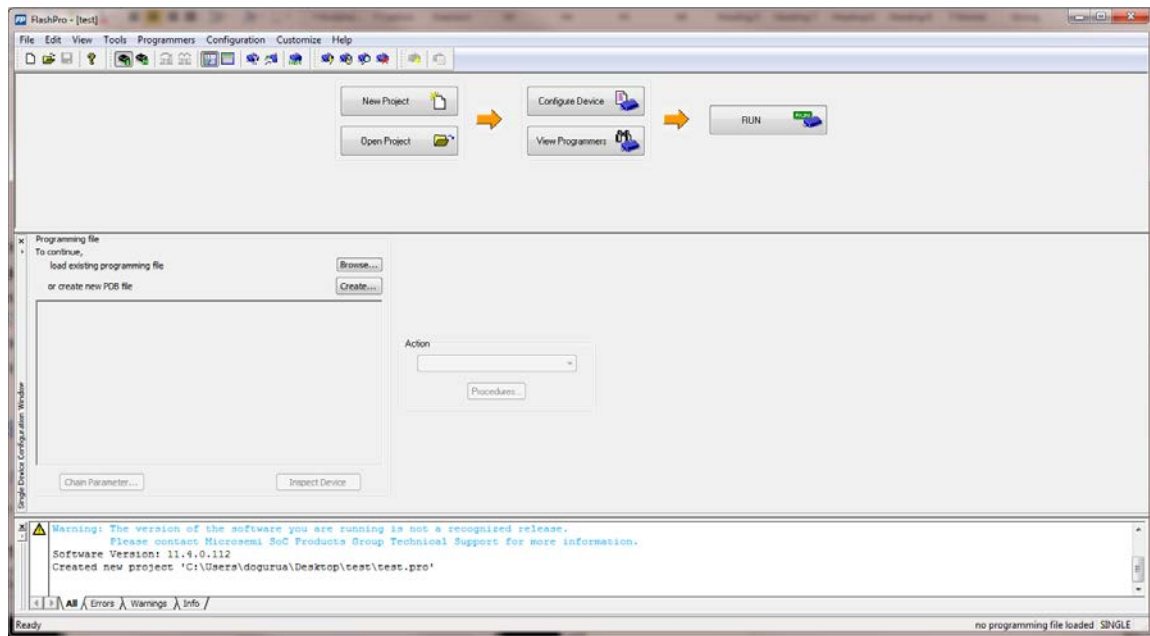 FlashPro - [test]
File Edit View Tools Programmers Configuration Customize Help
New Project
Configure Device
RUN
Open Project
View Programmers
Programming file
To continue,
load existing programming file
Browse...
or create new PDB file
Create...
Action
Procedures...
Chain Parameter...
Inspect Device
Single Device Configuration Window
Warning: The version of the software you are running is not a recognized release.
Please contact Microsemi SoC Products Group Technical Support for more information.
Software Version: 11.4.0.112
Created new project 'C:\Users\dogurua\Desktop\test\test.pro'
All Errors Warnings Info
Ready
no programming file loaded SINGLE